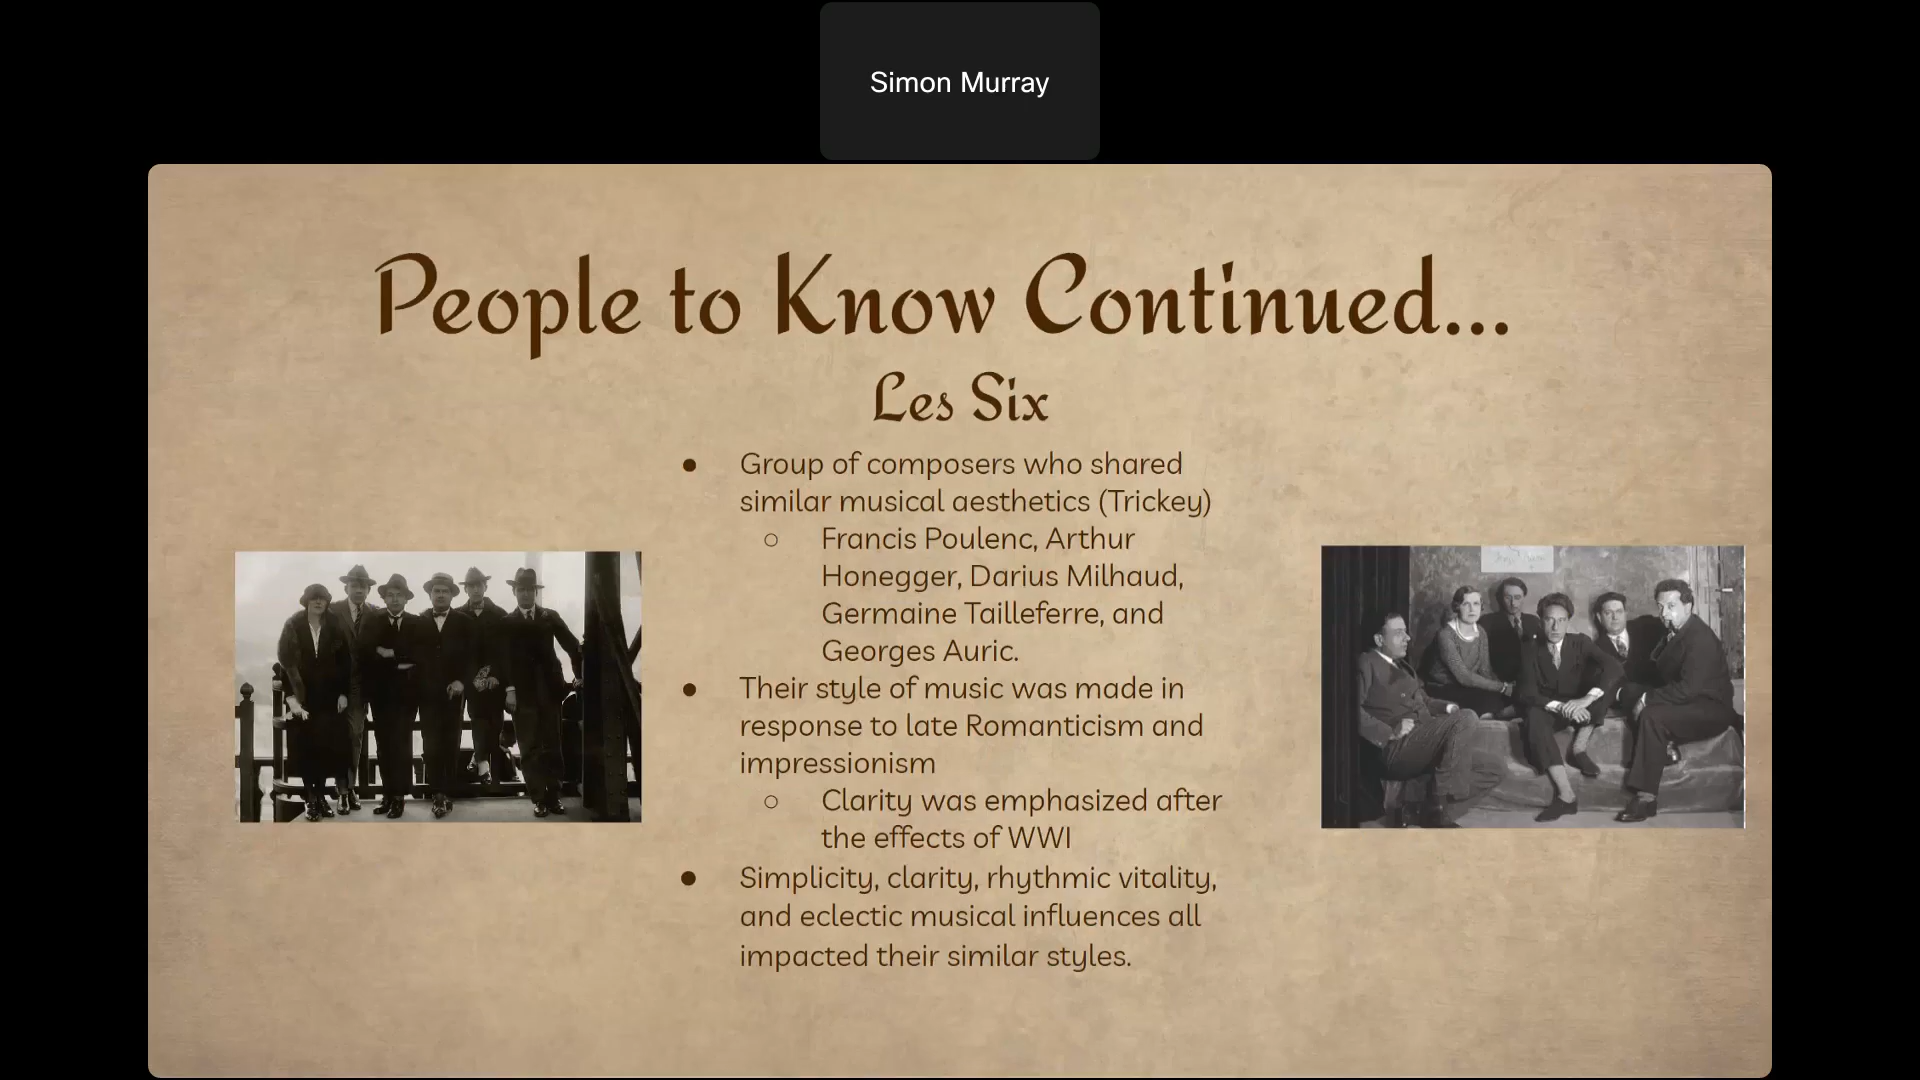 Simon Murray
People to Know Continued...
Les Six
● Group of composers who shared
similar musical aesthetics (Trickey)
○ Francis Poulenc, Arthur
Honegger, Darius Milhaud,
Germaine Tailleferre, and
Georges Auric.
● Their style of music was made in
response to late Romanticism and
impressionism
○ Clarity was emphasized after
the effects of WWI
● Simplicity, clarity, rhythmic vitality,
and eclectic musical influences all
impacted their similar styles.